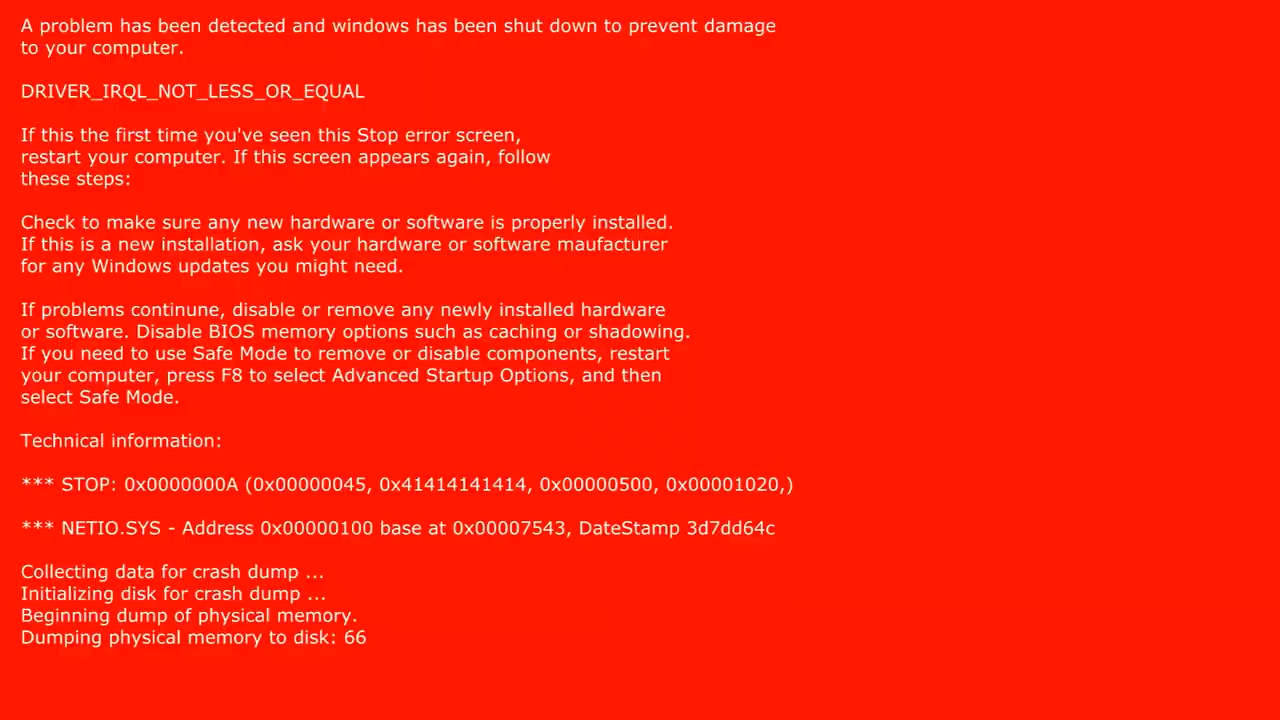 A problem has been detected and windows has been shut down to prevent damage
to your computer.
DRIVER_IRQL_NOT_LESS_OR_EQUAL
If this the first time you've seen this Stop error screen,
restart your computer. If this screen appears again, follow
these steps:
Check to make sure any new hardware or software is properly installed.
If this is a new installation, ask your hardware or software maufacturer
for any Windows updates you might need.
If problems continune, disable or remove any newly installed hardware
or software. Disable BIOS memory options such as caching or shadowing.
If you need to use Safe Mode to remove or disable components, restart
your computer, press F8 to select Advanced Startup Options, and then
select Safe Mode.
Technical information:
*** STOP: 0x0000000A (0x00000045, 0x41414141414, 0x00000500, 0x00001020,)
*** NETIO.SYS - Address 0x00000100 base at 0x00007543, DateStamp 3d7dd64c
Collecting data for crash dump ...
Initializing disk for crash dump ...
Beginning dump of physical memory.
Dumping physical memory to disk: 66